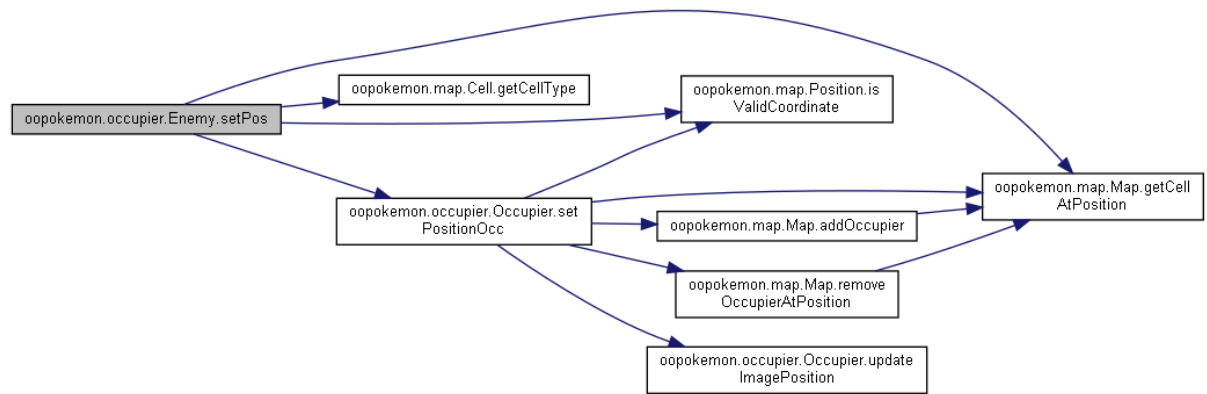 oopokemon.occupier.Enemy.setPos
oopokemon.map.Cell.getCellType
oopokemon.map.Position.is
ValidCoordinate
oopokemon.occupier.Occupier.set
PositionOcc
oopokemon.map.Map.addOccupier
oopokemon.map.Map.remove
OccupierAtPosition
oopokemon.occupier.Occupier.update
ImagePosition
oopokemon.map.Map.getCell
AtPosition